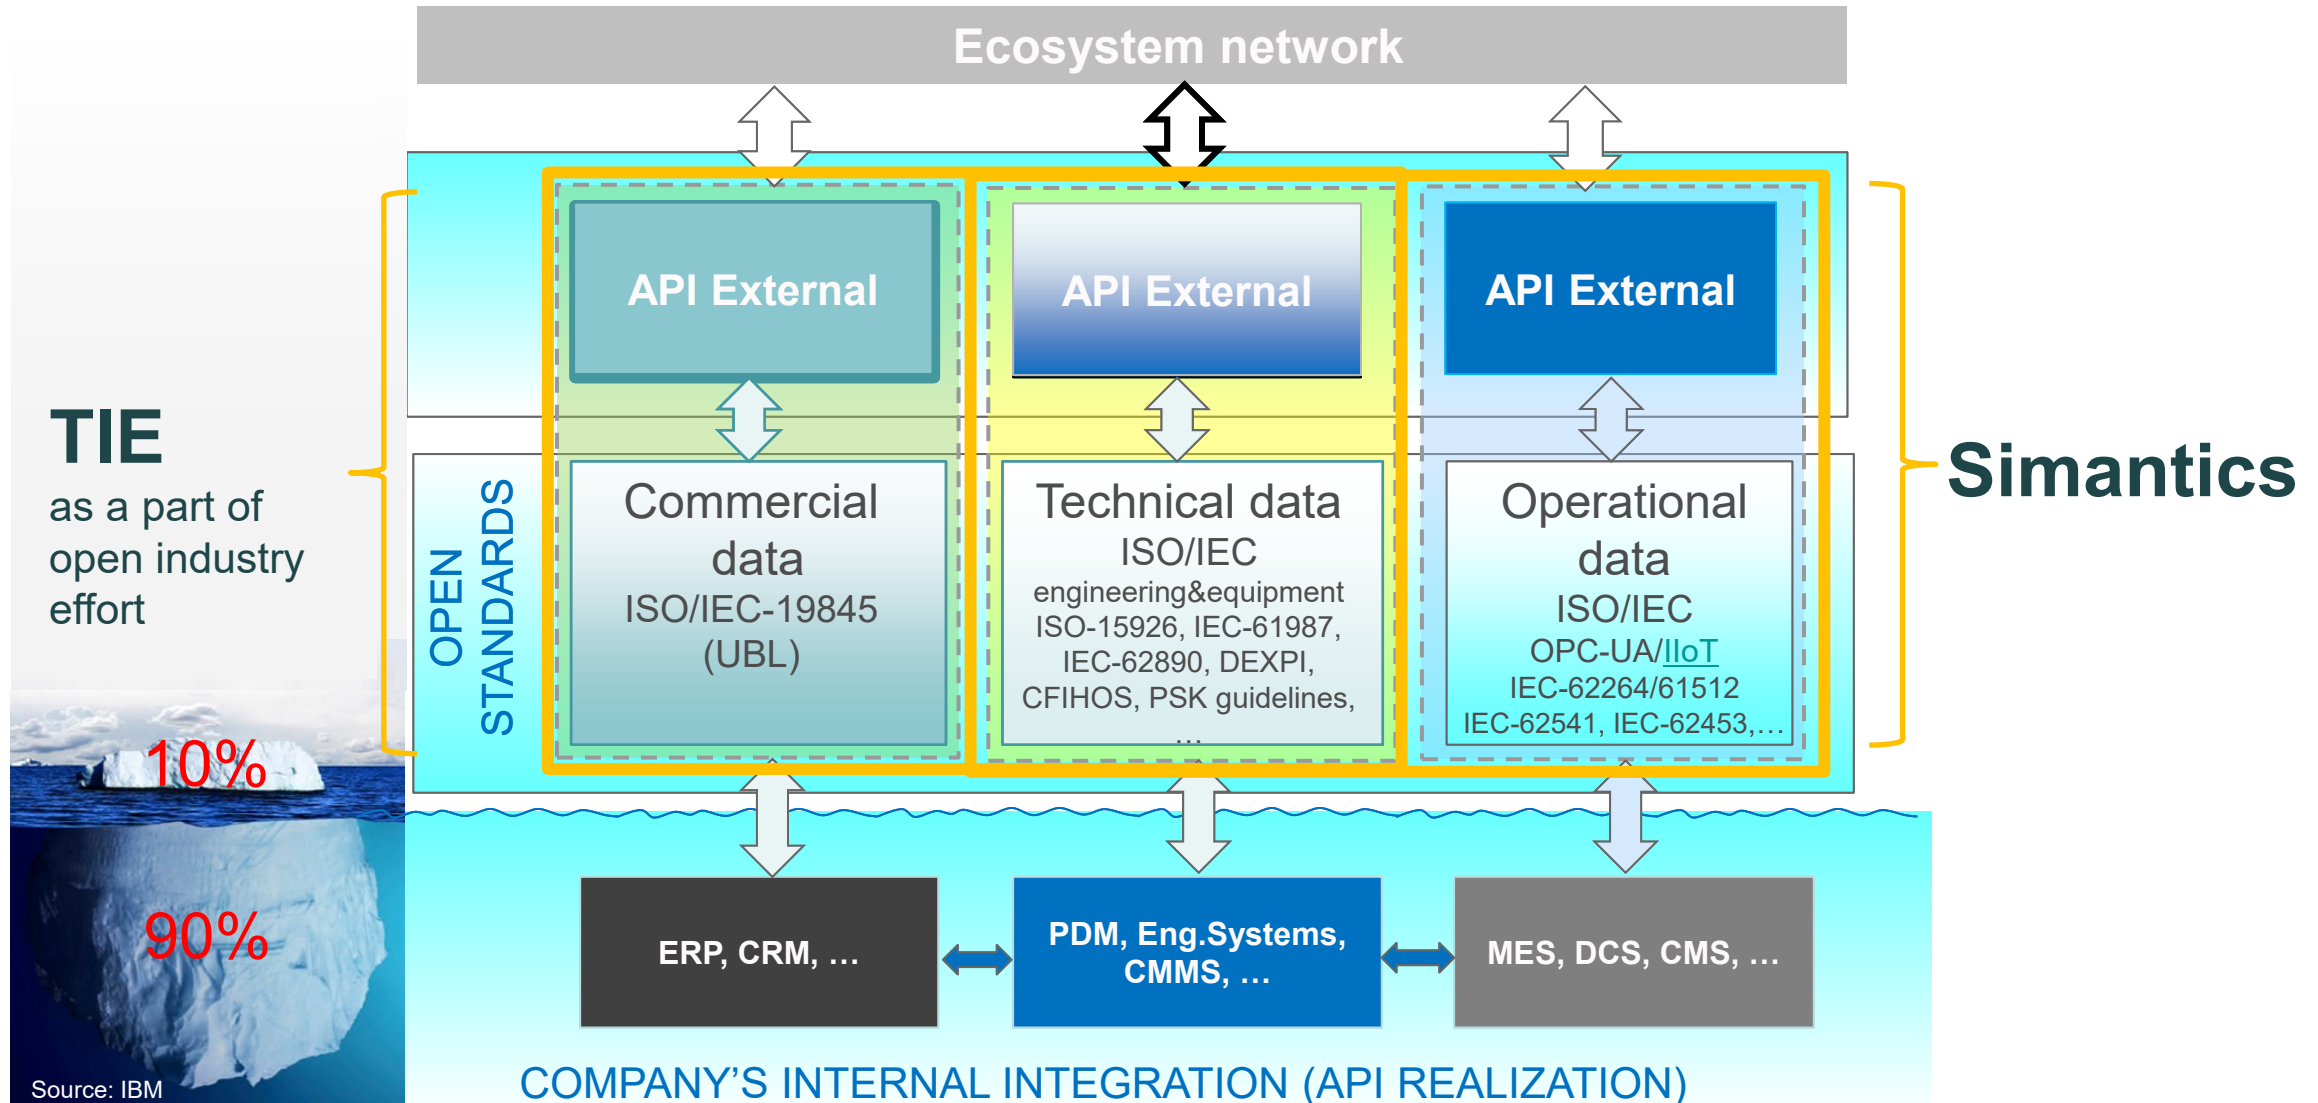 Ecosystem network
API External
API External
API External
TIE
as a part of
open industry
effort
Simantics
OPEN
STANDARDS
Commercial
data
ISO/IEC-19845
(UBL)
Technical data
ISO/IEC
engineering&equipment
ISO-15926, IEC-61987,
IEC-62890, DEXPI,
CFIHOS, PSK guidelines,
…
Operational
data
ISO/IEC
OPC-UA/IIoT
IEC-62264/61512
IEC-62541, IEC-62453,…
10%
90%
ERP, CRM, …
PDM, Eng.Systems,
CMMS, …
MES, DCS, CMS, …
Source: IBM
COMPANY’S INTERNAL INTEGRATION (API REALIZATION)